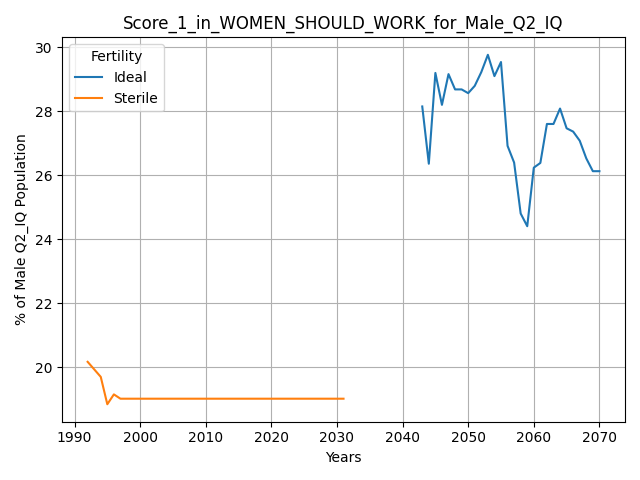 Score_1_in_WOMEN_SHOULD_WORK_for_Male_Q2_IQ
Fertility
Ideal
Sterile
% of Male Q2_IQ Population
30
28
26
24
22
20
1990 2000 2010 2020 2030 2040 2050 2060 2070
Years